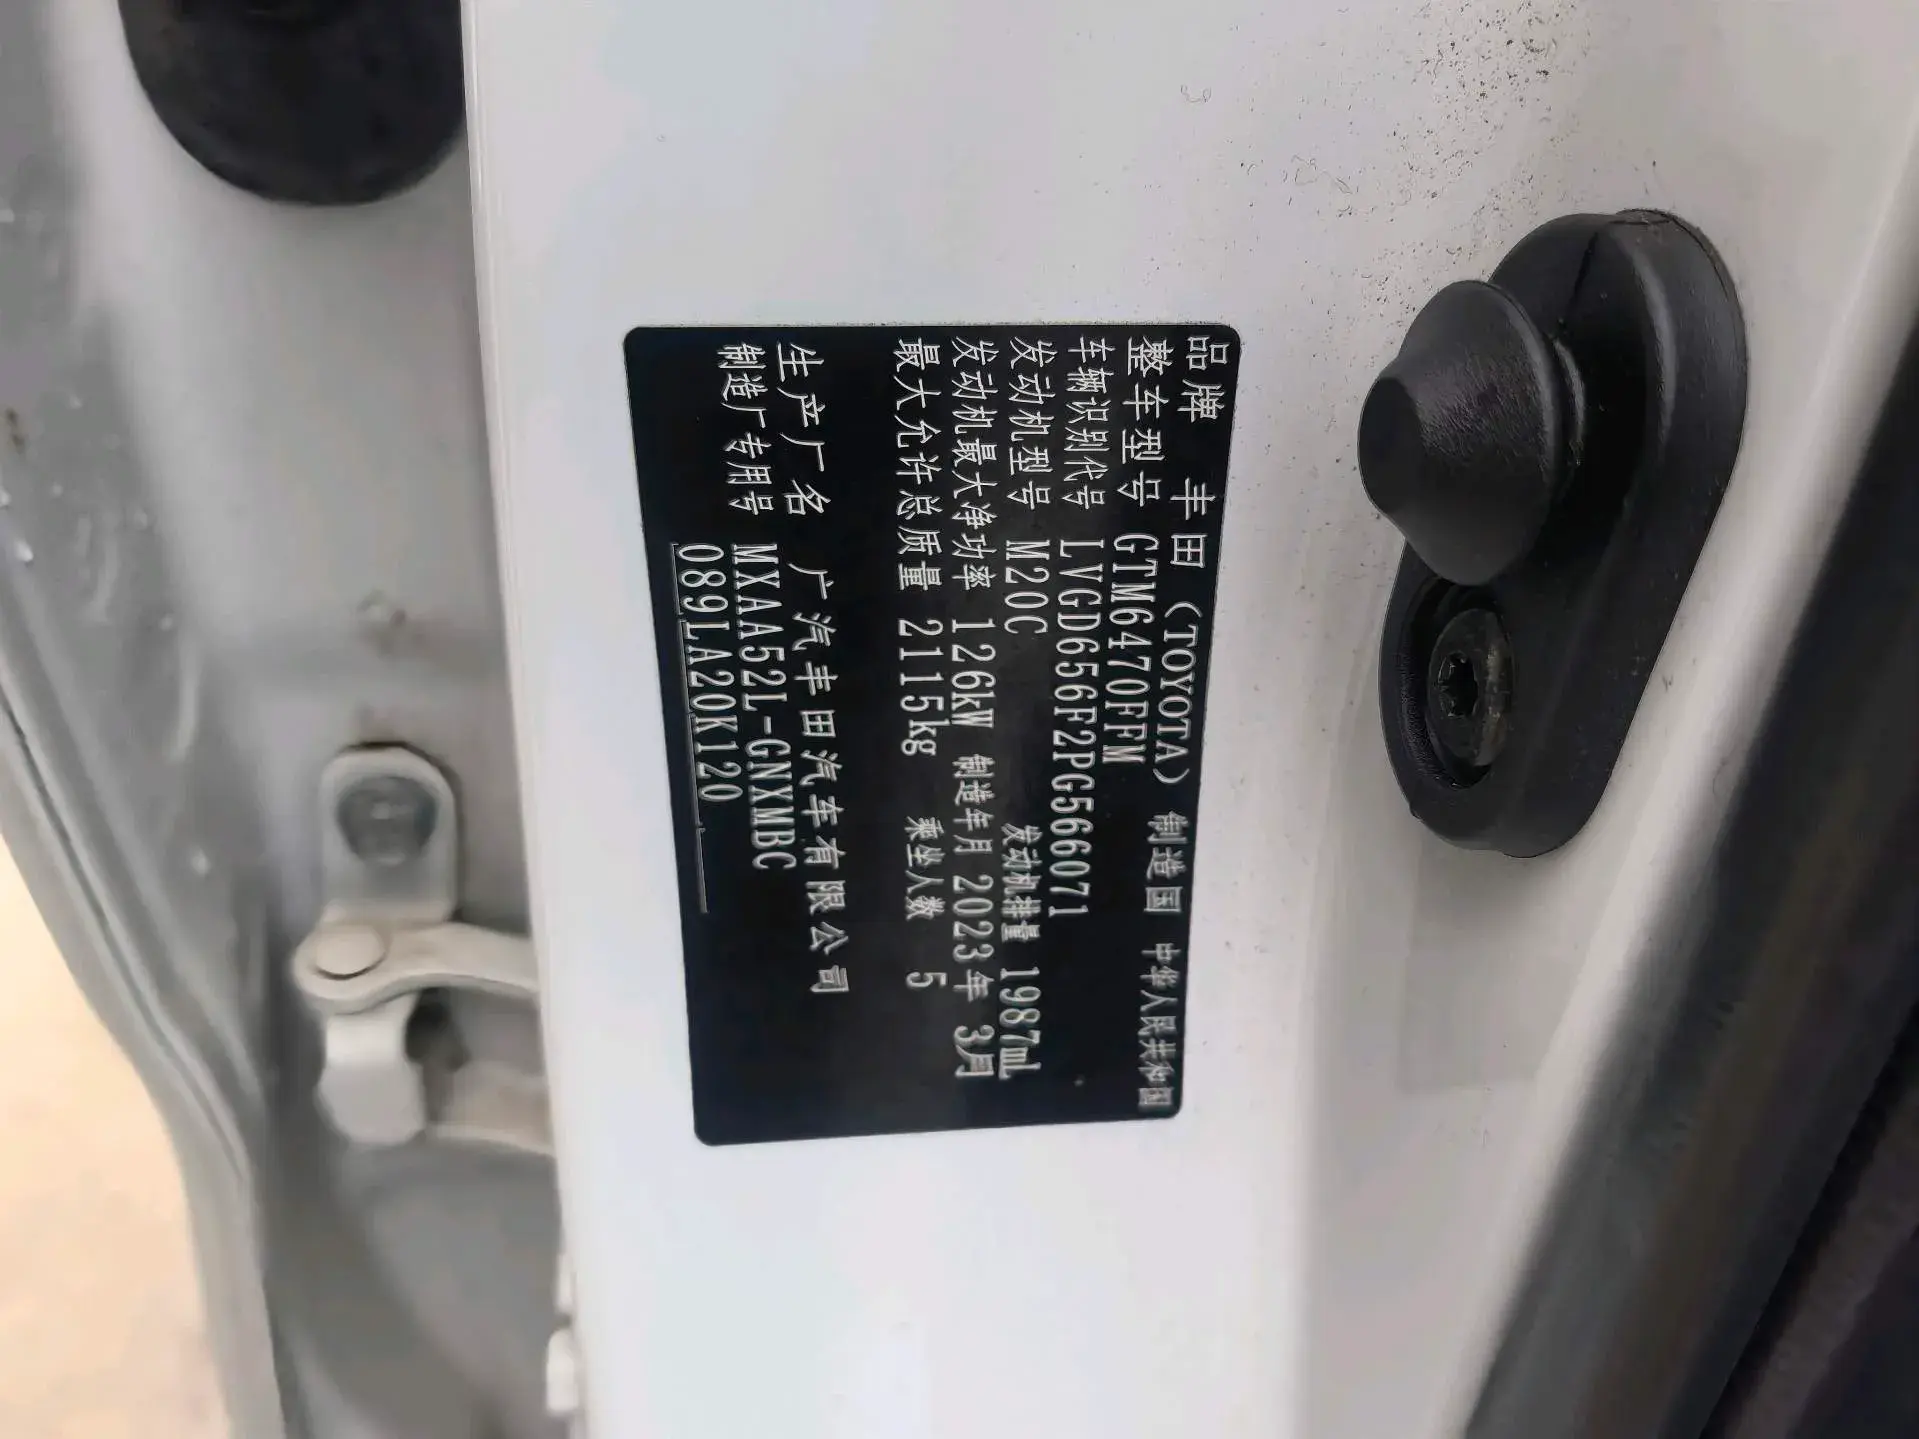 品牌 丰田（TOYOTA） 制造国 中华人民共和国
整车型号 GTM6470FFM
车辆识别代号 LVGD656F2PG566071
发动机型号 M20C 发动机排量 1987mL
发动机最大净功率 126kW 制造年月 2023年 3月
最大允许总质量 2115kg 乘坐人数 5
生产厂名 广汽丰田汽车有限公司
制造厂专用号 MXAA52L-GNXMBC
089LA20K120